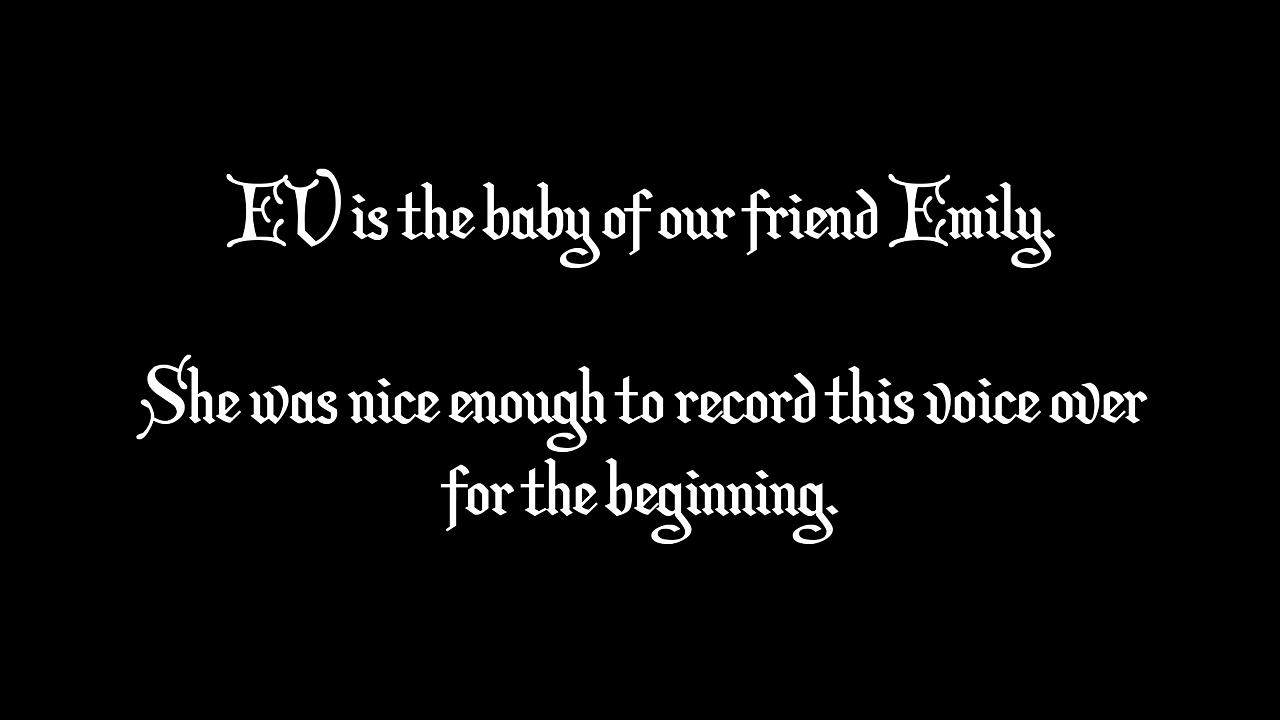 EV is the baby of our friend Emily.
She was nice enough to record this voice over
for the beginning.